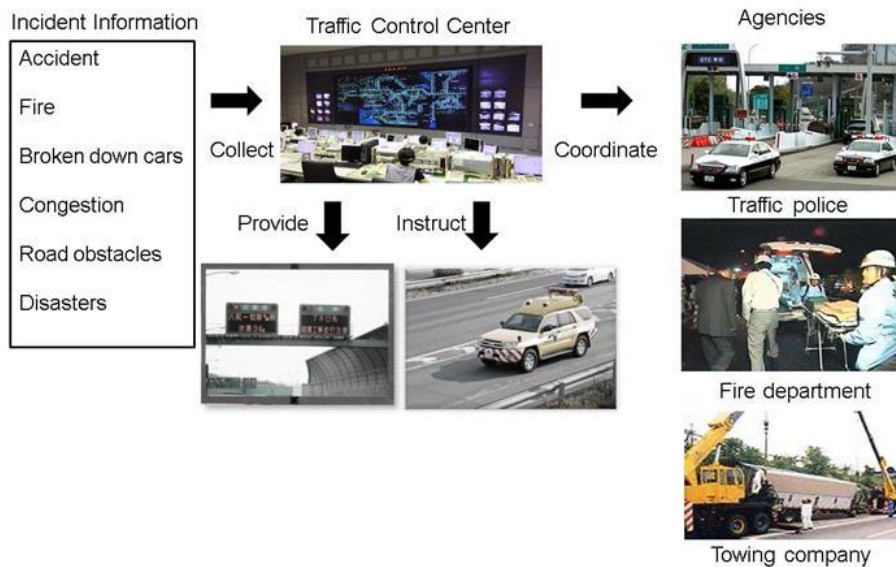 Incident Information
Accident
Fire
Broken down cars
Congestion
Road obstacles
Disasters
Traffic Control Center
Collect
Coordinate
Provide
Instruct
Agencies
Traffic police
Fire department
Towing company